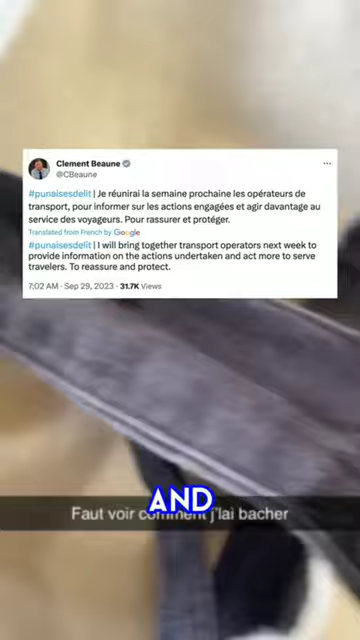 Clement Beaune
@CBeaune
#punaisesdelit | Je réunirai la semaine prochaine les opérateurs de
transport, pour informer sur les actions engagées et agir davantage au
service des voyageurs. Pour rassurer et protéger.
Translated from French by Google
#punaisesdelit | I will bring together transport operators next week to
provide information on the actions undertaken and act more to serve
travelers. To reassure and protect.
7:02 AM · Sep 29, 2023 · 31.7K Views
AND
Faut voir comment j'lai bacher